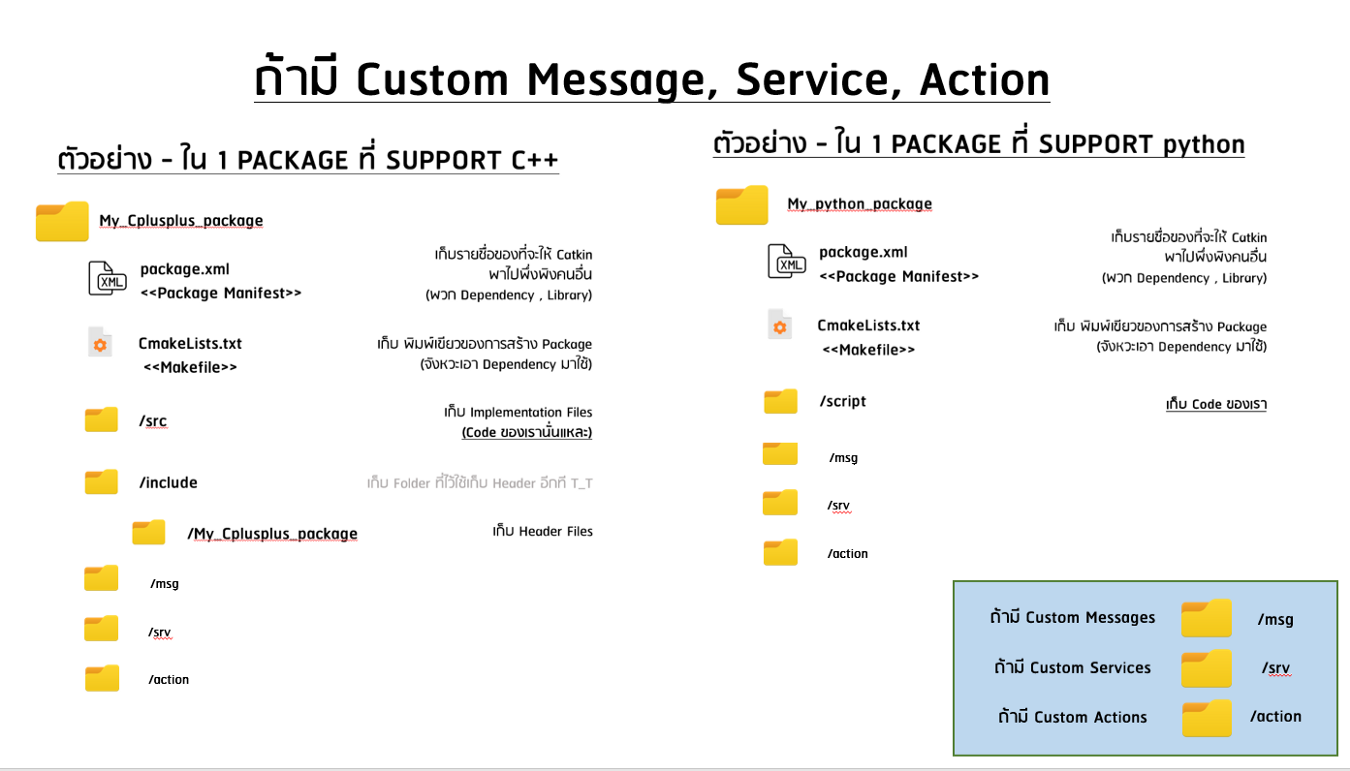 ถ้ามี Custom Message, Service, Action
ตัวอย่าง - ใน 1 PACKAGE ที่ SUPPORT C++
My_Cplusplus_package
XML
package.xml
<<Package Manifest>>
เก็บรายชื่อของที่จะให้ Catkin
พาไปพึ่งพิงคนอื่น
(พวก Dependency , Library)
CmakeLists.txt
<<Makefile>>
เก็บ พิมพ์เขียวของการสร้าง Package
(จังหวะเอา Dependency มาใช้)
/src
เก็บ Implementation Files
(Code ของเรานั่นแหละ)
/include
เก็บ Folder ที่ไว้ใช้เก็บ Header อีกที T_T
/My_Cplusplus_package
เก็บ Header Files
/msg
/srv
/action
ตัวอย่าง - ใน 1 PACKAGE ที่ SUPPORT python
My_python_package
XML
package.xml
<<Package Manifest>>
เก็บรายชื่อของที่จะให้ Catkin
พาไปพึ่งพิงคนอื่น
(พวก Dependency , Library)
CmakeLists.txt
<<Makefile>>
เก็บ พิมพ์เขียวของการสร้าง Package
(จังหวะเอา Dependency มาใช้)
/script
เก็บ Code ของเรา
/msg
/srv
/action
ถ้ามี Custom Messages
/msg
ถ้ามี Custom Services
/srv
ถ้ามี Custom Actions
/action